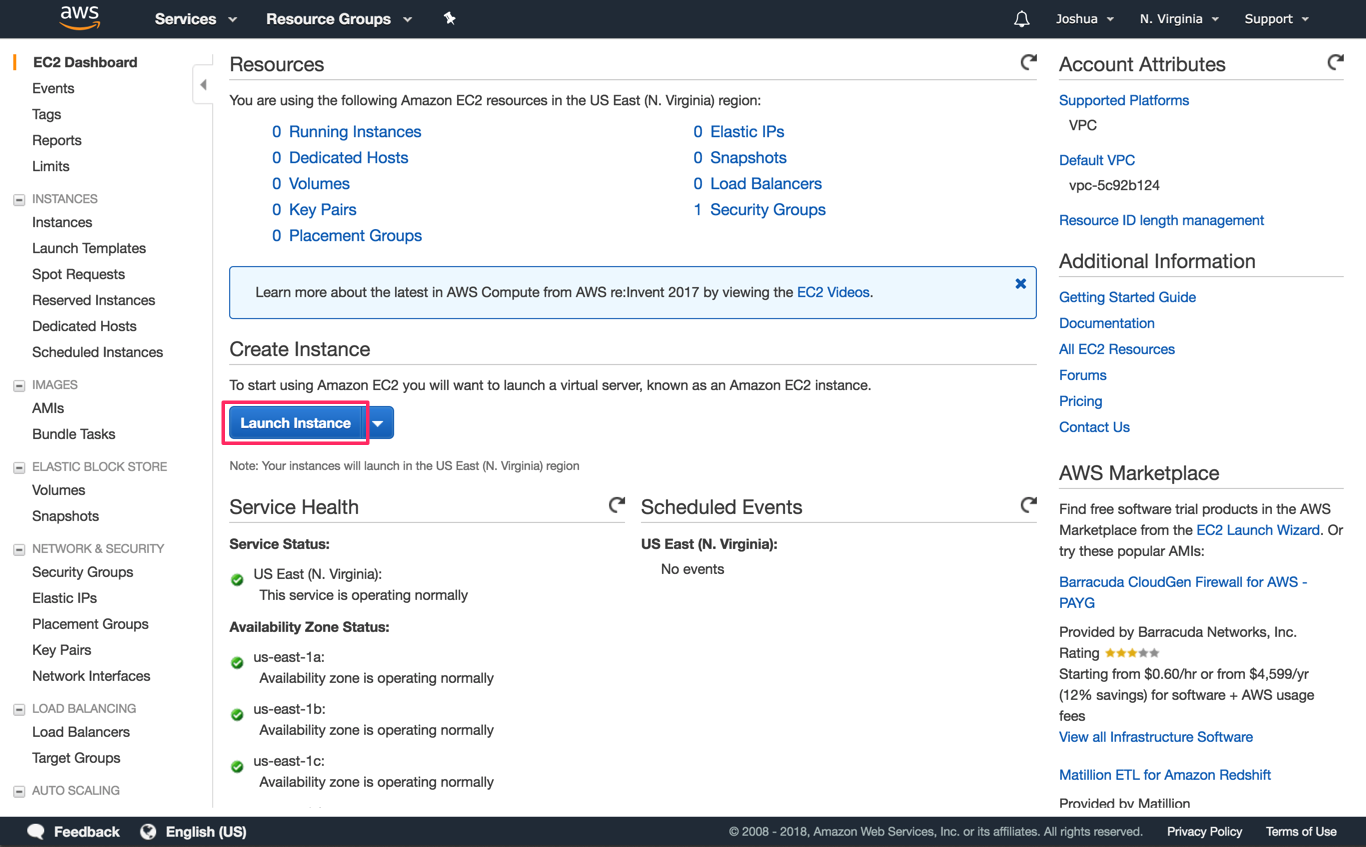 aws
Services
Resource Groups
Joshua
N. Virginia
Support
EC2 Dashboard
Events
Tags
Reports
Limits
INSTANCES
Instances
Launch Templates
Spot Requests
Reserved Instances
Dedicated Hosts
Scheduled Instances
IMAGES
AMIs
Bundle Tasks
ELASTIC BLOCK STORE
Volumes
Snapshots
NETWORK & SECURITY
Security Groups
Elastic IPs
Placement Groups
Key Pairs
Network Interfaces
LOAD BALANCING
Load Balancers
Target Groups
AUTO SCALING
Resources
You are using the following Amazon EC2 resources in the US East (N. Virginia) region:
0 Running Instances
0 Dedicated Hosts
0 Volumes
0 Key Pairs
0 Placement Groups
0 Elastic IPs
0 Snapshots
0 Load Balancers
1 Security Groups
Learn more about the latest in AWS Compute from AWS re:Invent 2017 by viewing the EC2 Videos.
Create Instance
To start using Amazon EC2 you will want to launch a virtual server, known as an Amazon EC2 instance.
Launch Instance
Note: Your instances will launch in the US East (N. Virginia) region
Service Health
Service Status:
US East (N. Virginia):
This service is operating normally
Availability Zone Status:
us-east-1a:
Availability zone is operating normally
us-east-1b:
Availability zone is operating normally
us-east-1c:
Availability zone is operating normally
Scheduled Events
US East (N. Virginia):
No events
Account Attributes
Supported Platforms
VPC
Default VPC
vpc-5c92b124
Resource ID length management
Additional Information
Getting Started Guide
Documentation
All EC2 Resources
Forums
Pricing
Contact Us
AWS Marketplace
Find free software trial products in the AWS
Marketplace from the EC2 Launch Wizard. Or
try these popular AMIs:
Barracuda CloudGen Firewall for AWS -
PAYG
Provided by Barracuda Networks, Inc.
Rating
Starting from $0.60/hr or from $4,599/yr
(12% savings) for software + AWS usage
fees
View all Infrastructure Software
Matillion ETL for Amazon Redshift
Provided by Matillion
Feedback
English (US)
© 2008 - 2018, Amazon Web Services, Inc. or its affiliates. All rights reserved.
Privacy Policy
Terms of Use